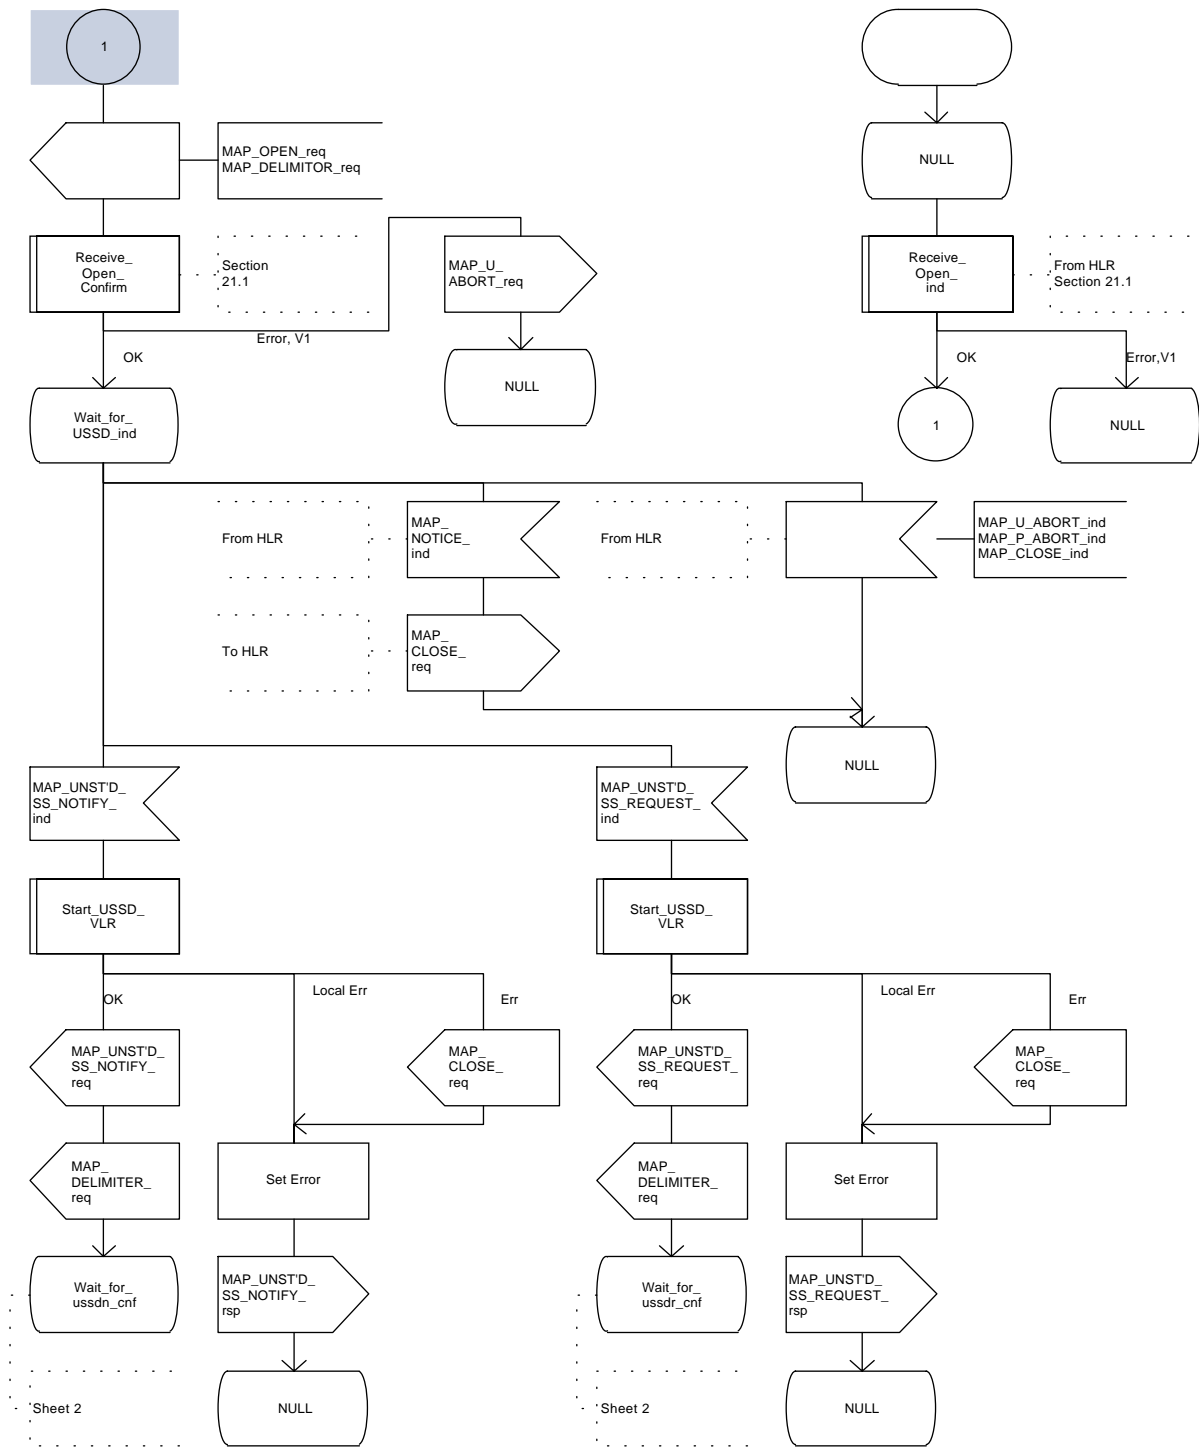 1
MAP_OPEN_req
MAP_DELIMITOR_req
NULL
Receive_
Open_
Confirm
Section
21.1
MAP_U_
ABORT_req
Receive_
Open_
ind
From HLR
Section 21.1
Error, V1
OK
NULL
OK
Error,V1
Wait_for_
USSD_ind
1
NULL
From HLR
MAP_
NOTICE_
ind
From HLR
MAP_U_ABORT_ind
MAP_P_ABORT_ind
MAP_CLOSE_ind
To HLR
MAP_
CLOSE_
req
NULL
MAP_UNST'D_
SS_NOTIFY_
ind
MAP_UNST'D_
SS_REQUEST_
ind
Start_USSD_
VLR
Start_USSD_
VLR
OK
Local Err
Err
OK
Local Err
Err
MAP_UNST'D_
SS_NOTIFY_
req
MAP_
CLOSE_
req
MAP_UNST'D_
SS_REQUEST_
req
MAP_
CLOSE_
req
MAP_
DELIMITER_
req
Set Error
MAP_
DELIMITER_
req
Set Error
Wait_for_
ussdn_cnf
MAP_UNST'D_
SS_NOTIFY_
rsp
Wait_for_
ussdr_cnf
MAP_UNST'D_
SS_REQUEST_
rsp
Sheet 2
NULL
Sheet 2
NULL